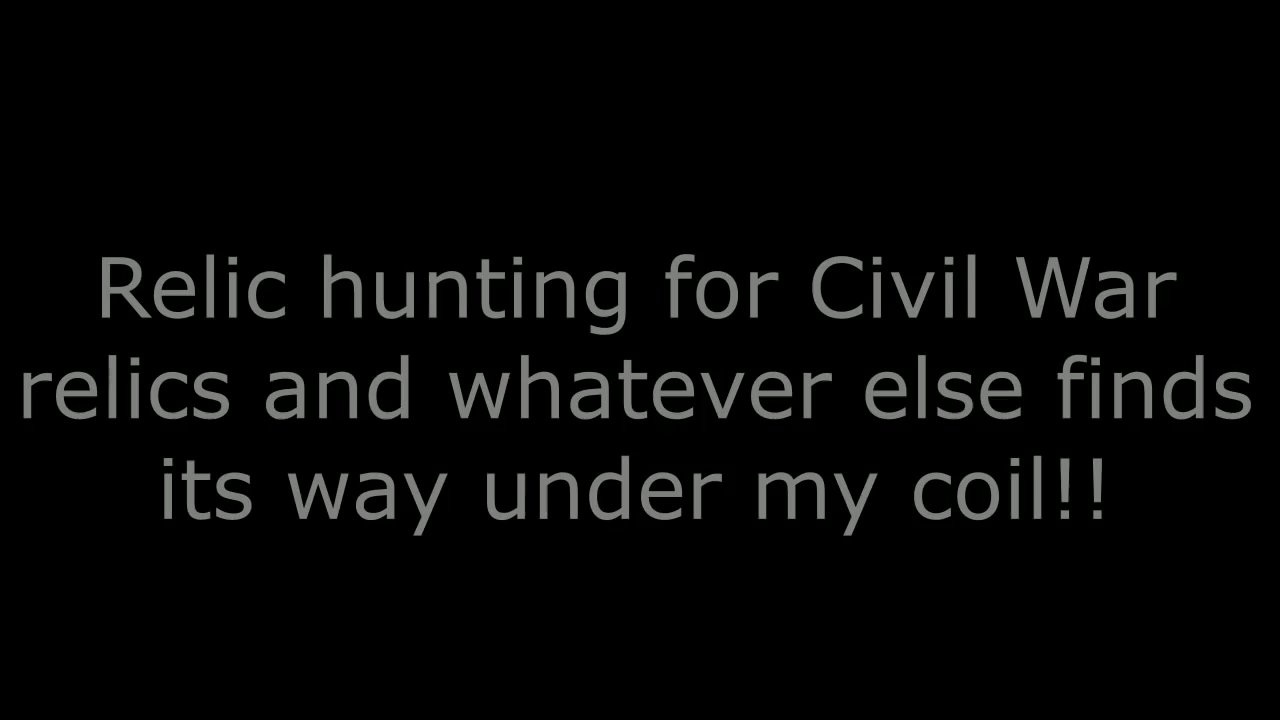 Relic hunting for Civil War
relics and whatever else finds
its way under my coil!!